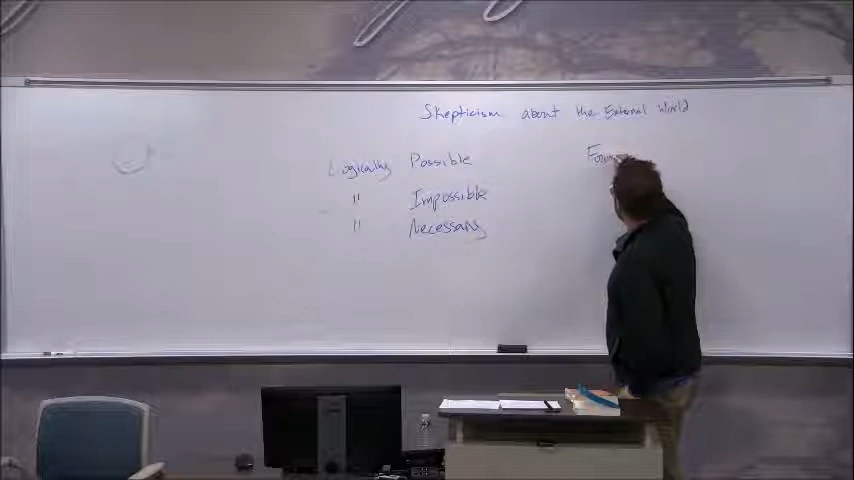 Skepticism about the External World
Logically Possible
" Impossible
" Necessary